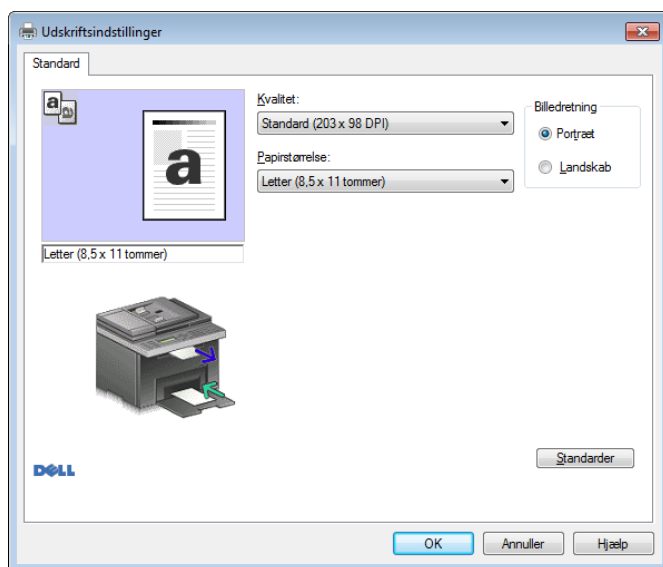 Udskriftsindstillinger
Standard
Kvalitet:
Standard (203 x 98 DPI)
Papirstørrelse:
Letter (8,5 x 11 tommer)
Billedretning
Portræt
Landskab
a
a
a
Letter (8,5 x 11 tommer)
DELL
Standarder
OK
Annuller
Hjælp